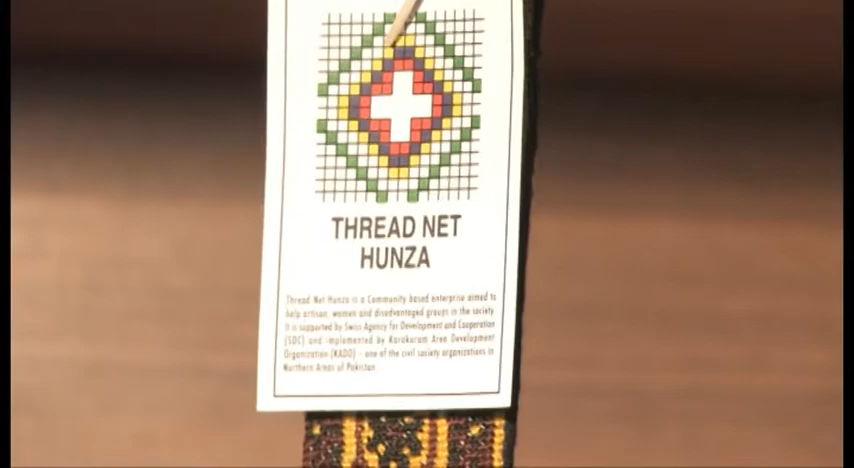 THREAD NET
HUNZA
Thread Net Hunza is a Community based enterprise aimed to
help artisan, women and disadvantaged groups in the society
It is supported by Swiss Agency for Development and Cooperation
(SDC) and implemented by Karakuram Area Development
Organization (KADO) - one of the civil society organizations in
Northern Areas of Pakistan